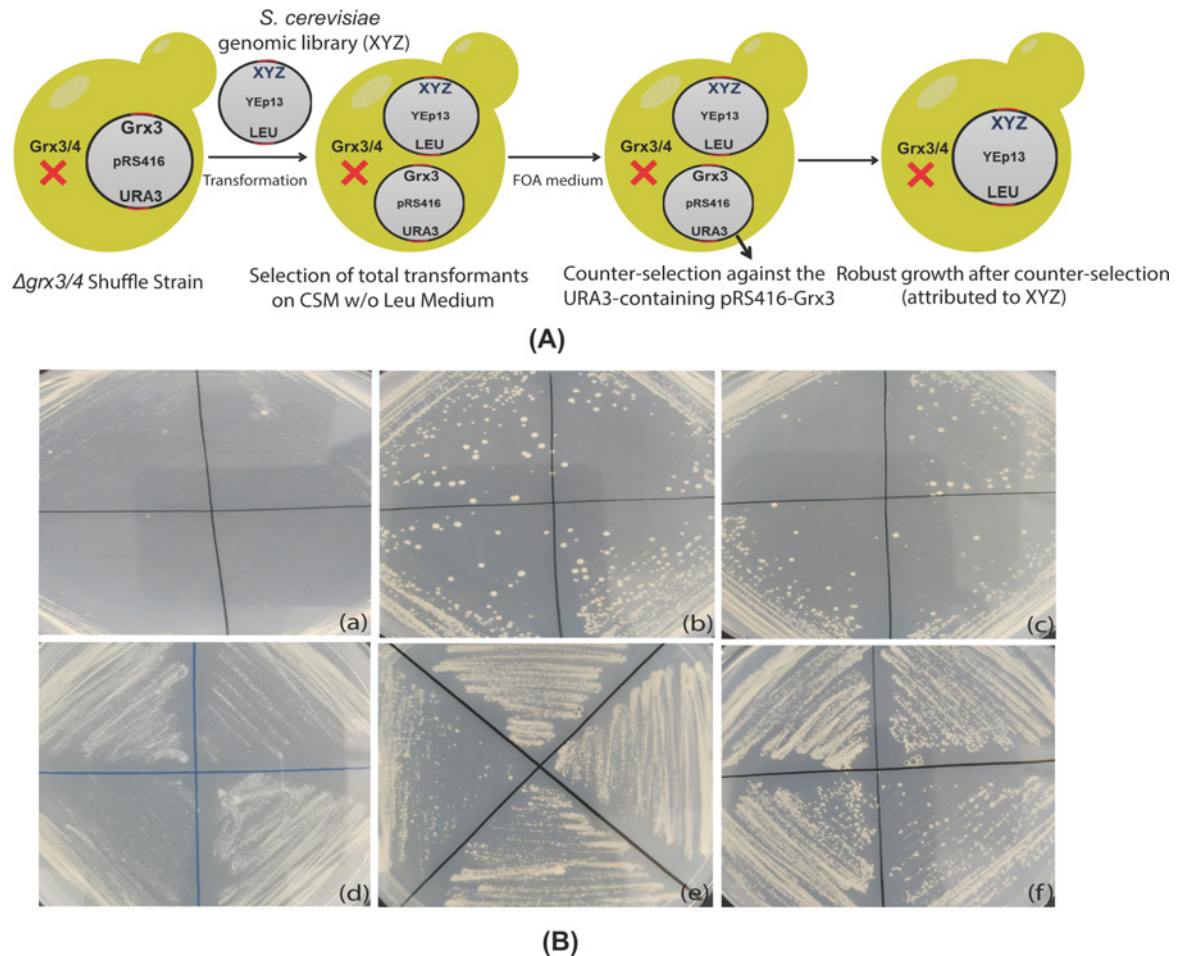 S. cerevisiae
genomic library (XYZ)
XYZ
YEp13
LEU
Grx3/4
Grx3
pRS416
URA3
Transformation
Grx3/4
XYZ
YEp13
LEU
Grx3
pRS416
URA3
FOA medium
Grx3/4
XYZ
YEp13
LEU
Grx3
pRS416
URA3
Grx3/4
XYZ
YEp13
LEU
Δgrx3/4 Shuffle Strain
Selection of total transformants
on CSM w/o Leu Medium
Counter-selection against the
URA3-containing pRS416-Grx3
Robust growth after counter-selection
(attributed to XYZ)
(A)
(a)
(b)
(c)
(d)
(e)
(f)
(B)